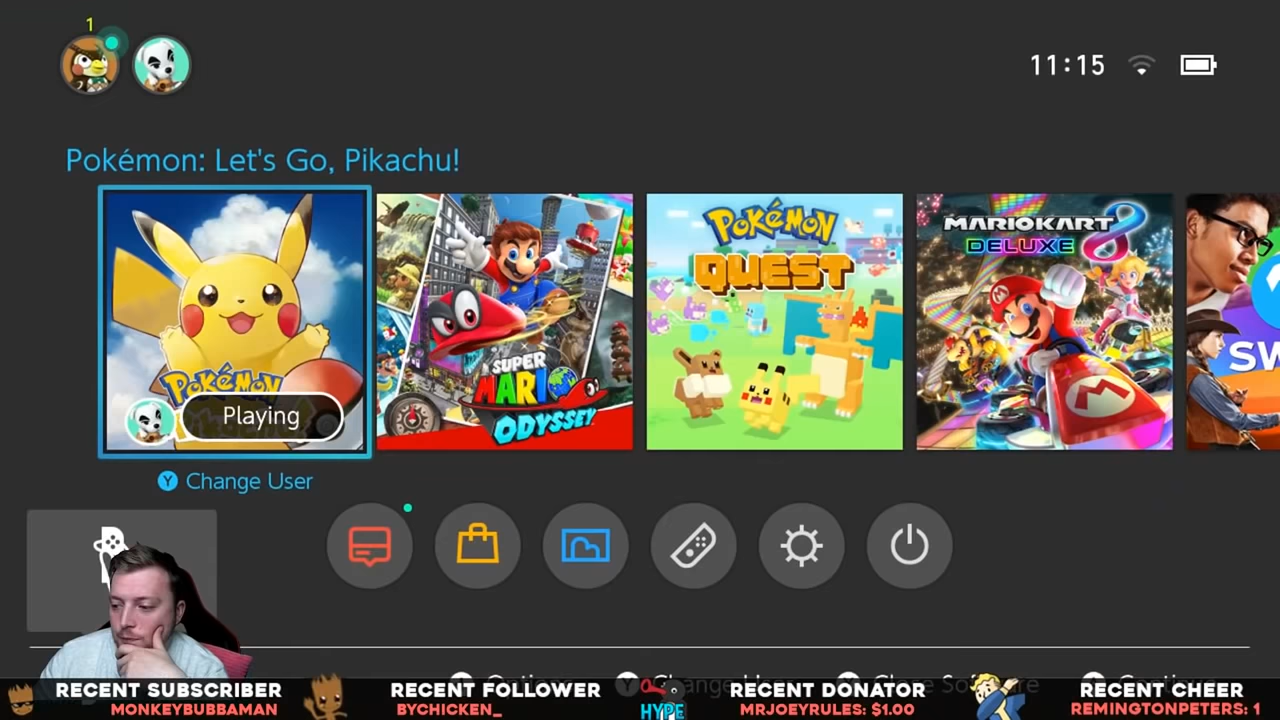 1
11:15
Pokémon: Let's Go, Pikachu!
POKéMON
Playing
SUPER
MARIO
ODYSSEY
POKéMON
QUEST
MARIOKART 8
DELUXE
SW
Y Change User
RECENT SUBSCRIBER
MONKEYBUBBAMAN
RECENT FOLLOWER
BYCHICKEN_
HYPE
RECENT DONATOR
MRJOEYRULES: $1.00
RECENT CHEER
REMINGTONPETERS: 1